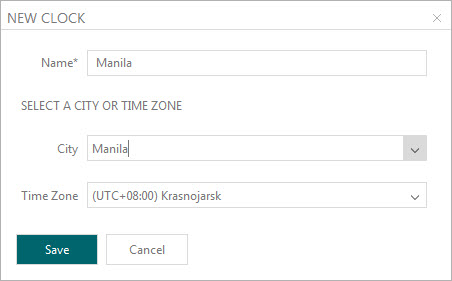 NEW CLOCK
Name* Manila
SELECT A CITY OR TIME ZONE
City Manila
Time Zone (UTC+08:00) Krasnojarsk
Save Cancel